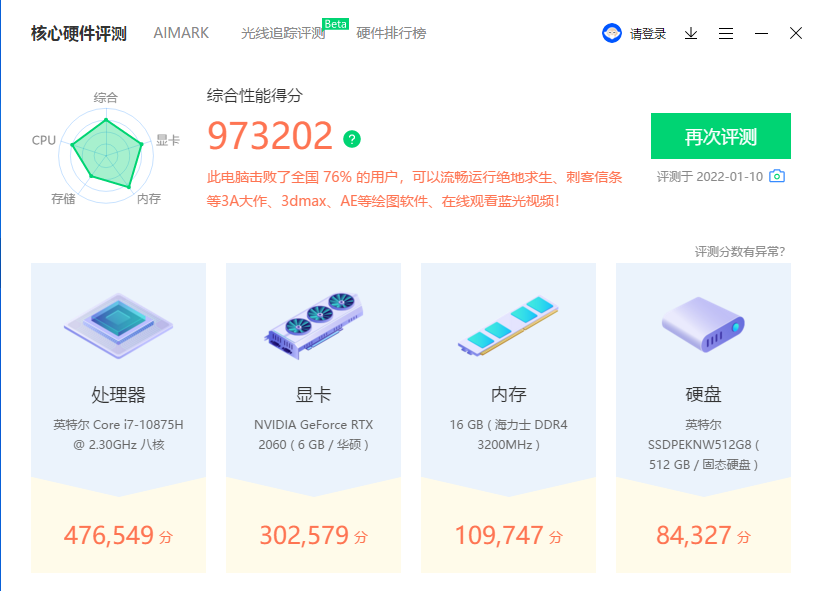 核心硬件评测 AIMARK 光线追踪评测 Beta 硬件排行榜 请登录
综合
CPU
显卡
存储
内存
综合性能得分
973202 ?
此电脑击败了全国 76% 的用户，可以流畅运行绝地求生、刺客信条
等3A大作、3dmax、AE等绘图软件、在线观看蓝光视频！
再次评测
评测于 2022-01-10
评测分数有异常?
处理器
英特尔 Core i7-10875H
@ 2.30GHz 八核
476,549 分
显卡
NVIDIA GeForce RTX
2060 ( 6 GB / 华硕 )
302,579 分
内存
16 GB ( 海力士 DDR4
3200MHz )
109,747 分
硬盘
英特尔
SSDPEKNW512G8 (
512 GB / 固态硬盘 )
84,327 分